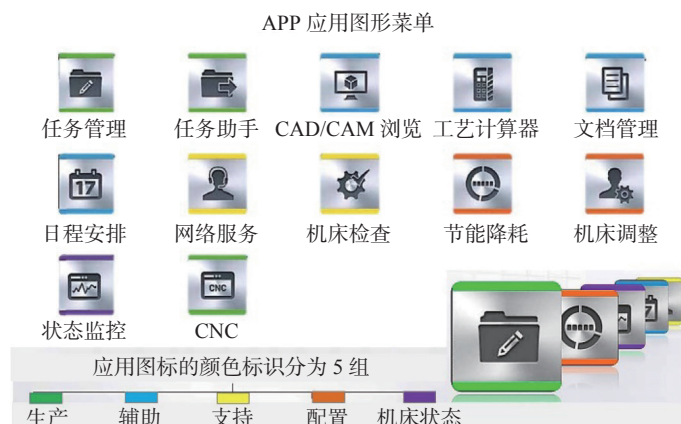 APP 应用图形菜单
任务管理 任务助手 CAD/CAM 浏览 工艺计算器 文档管理
17
日程安排 网络服务 机床检查 节能降耗 机床调整
CNC
状态监控 CNC
应用图标的颜色标识分为 5 组
生产 辅助 支持 配置 机床状态